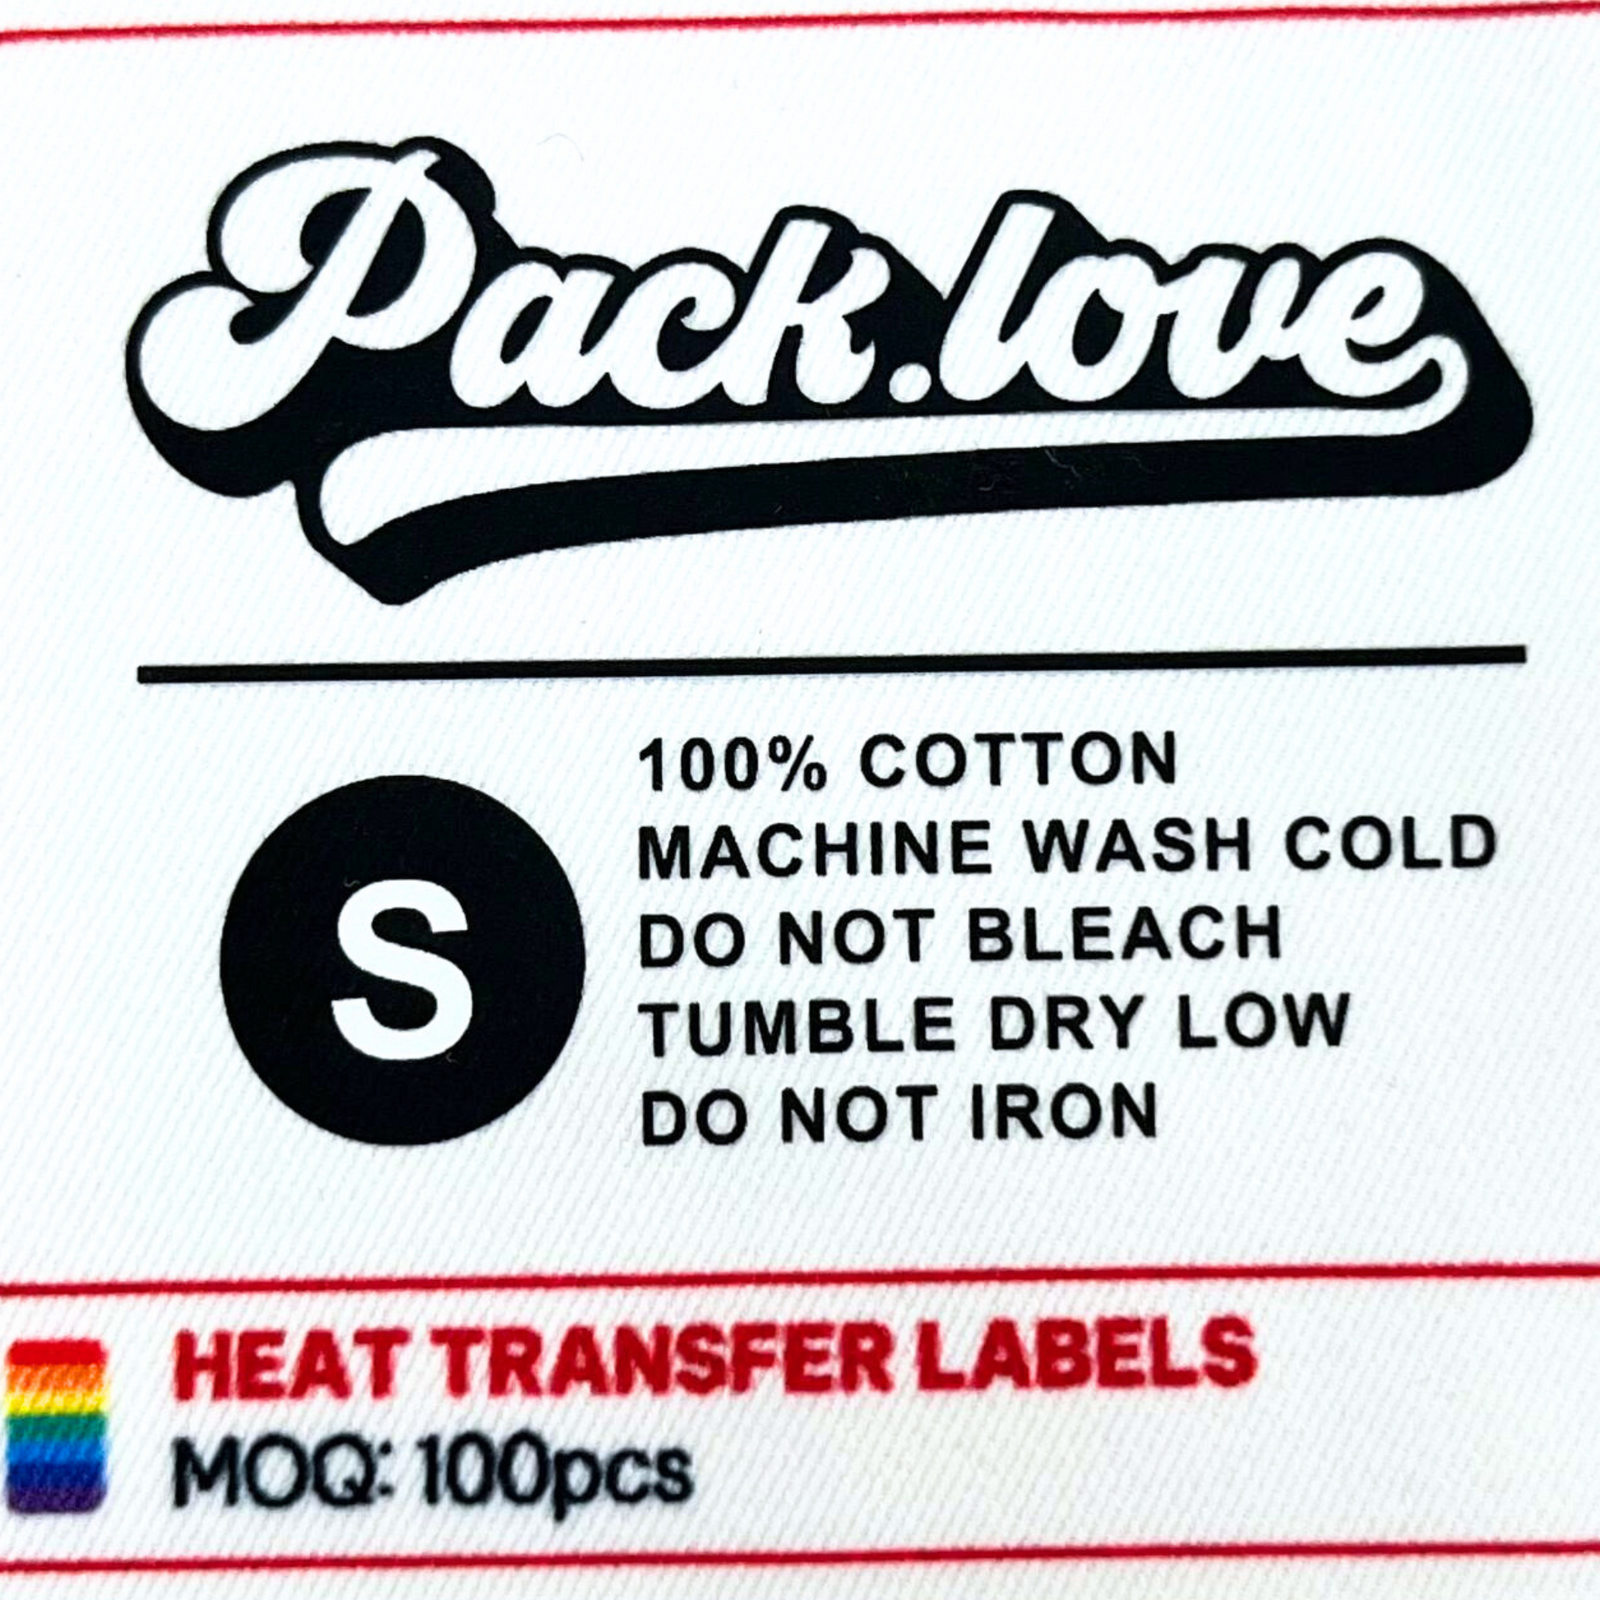 Pack.love
S
100% COTTON
MACHINE WASH COLD
DO NOT BLEACH
TUMBLE DRY LOW
DO NOT IRON
HEAT TRANSFER LABELS
MOQ: 100pcs